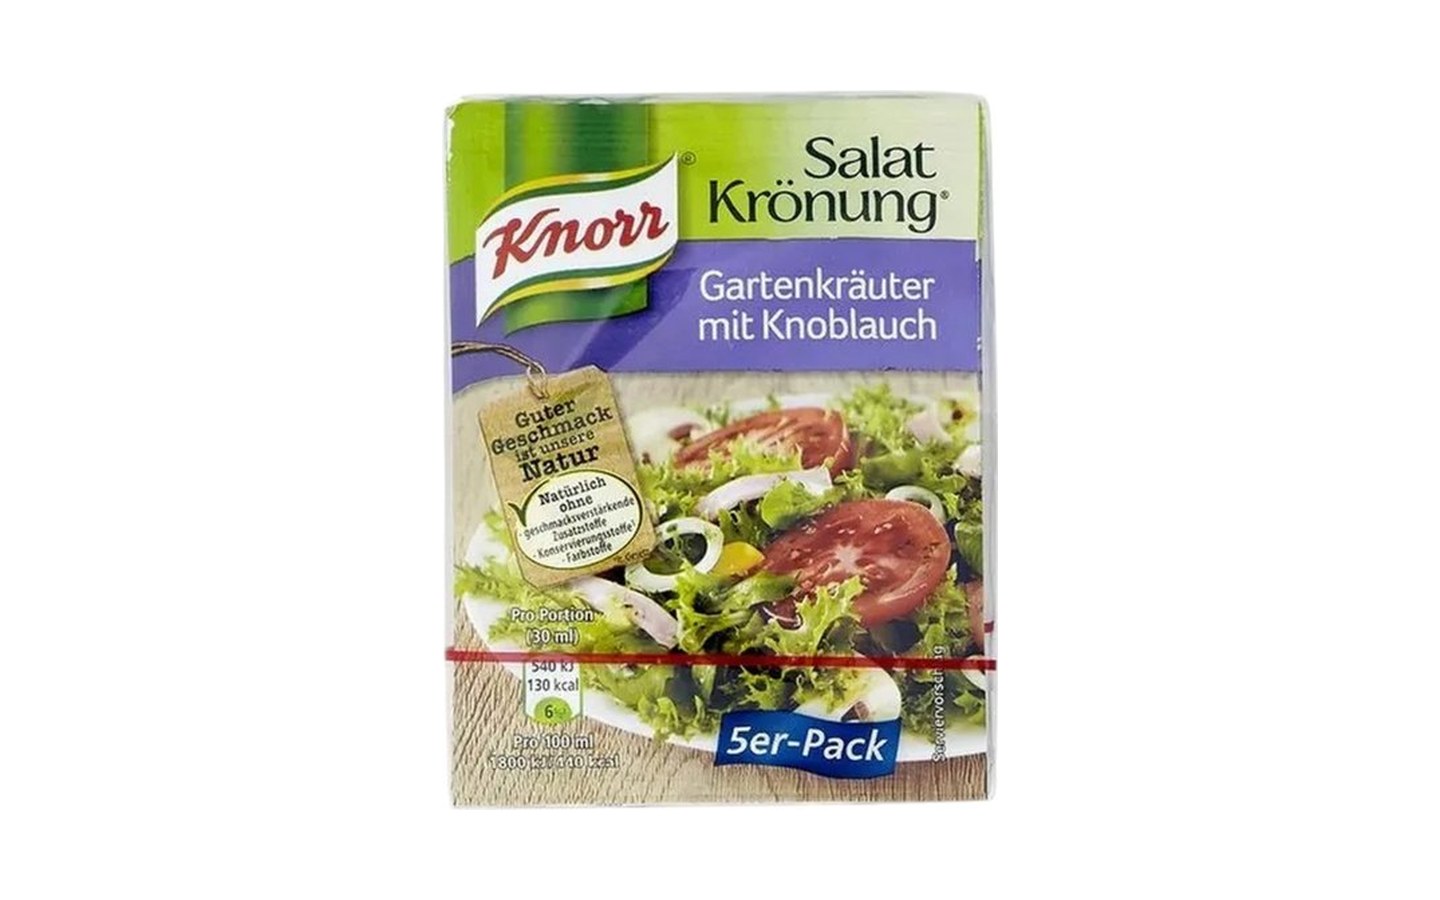 Knorr®
Salat
Krönung®
Gartenkräuter
mit Knoblauch
Guter
Geschmack
ist unsere
Natur
Natürlich
ohne
- geschmacksverstärkende
Zusatzstoffe
- Konservierungsstoffe¹
- Farbstoffe
Pro Portion
(30 ml)
540 kJ
130 kcal
6%
Pro 100 ml
1800 kJ/440 kcal
5er-Pack
Serviervorschlag